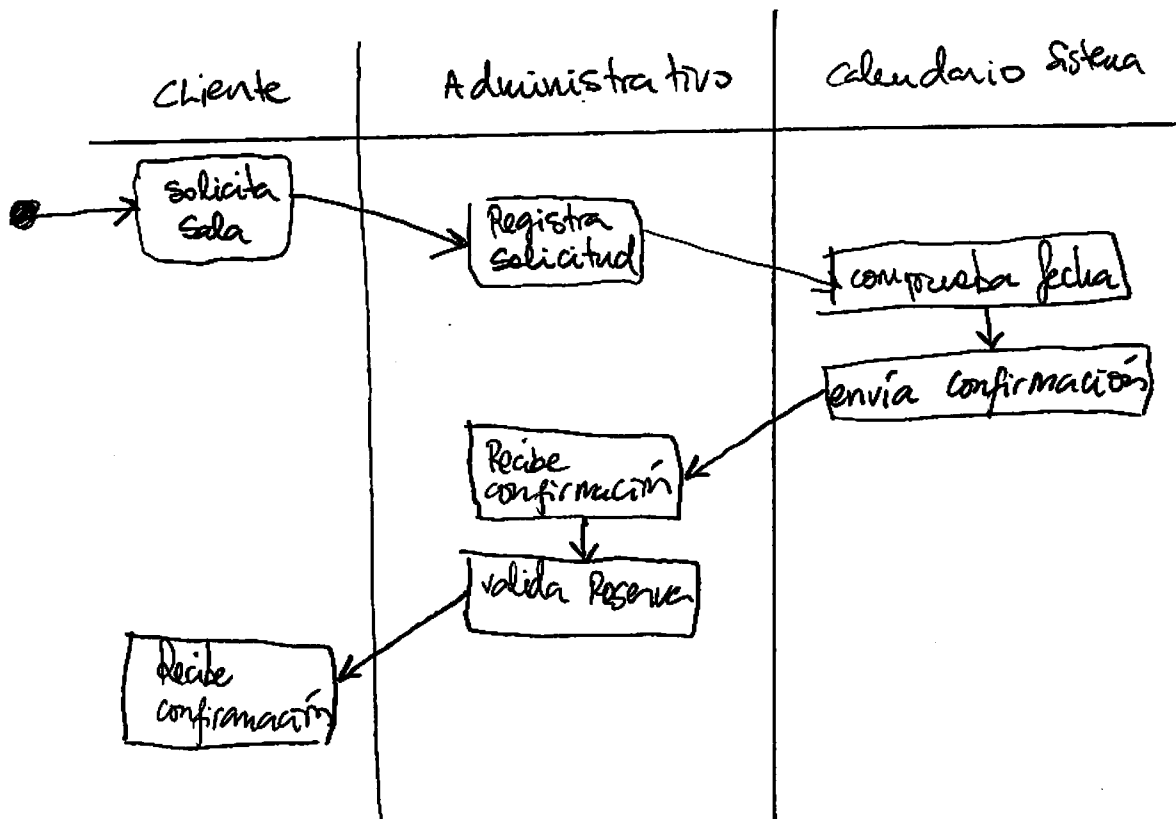 cliente
Administrativo
Calendario Sistema
Solicita
Sala
Registra
Solicitud
comprueba fecha
envía confirmación
Recibe
confirmación
valida Reserva
Recibe
confirmación